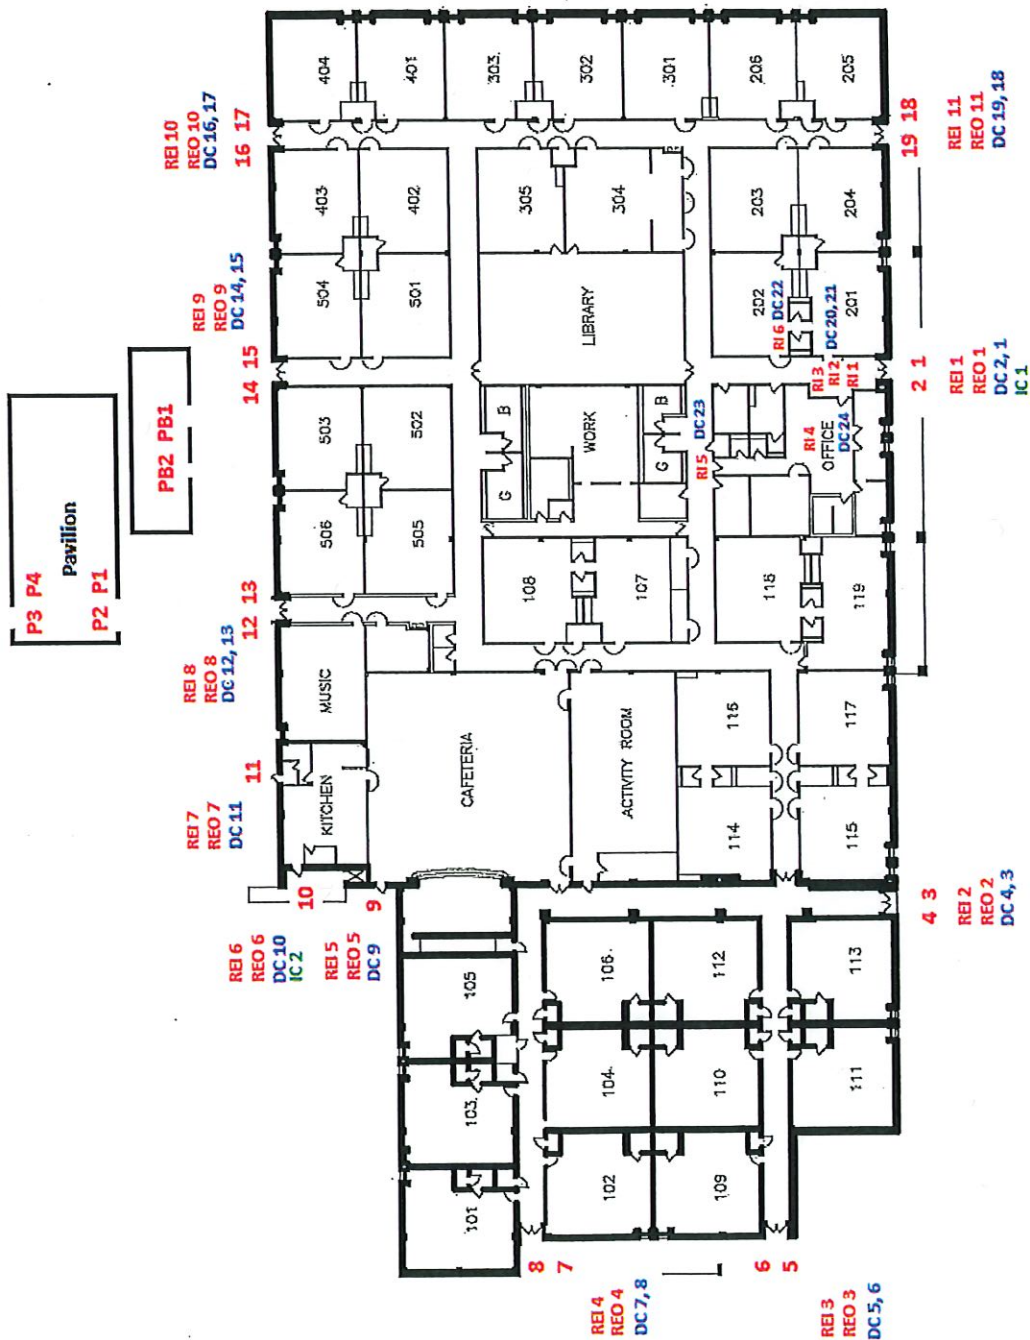 Pavilion
P3 P4
P2 P1
PB2 PB1
REI 10
REO 10
DC 16, 17
16 17
REI 9
REO 9
DC 14, 15
14 15
REI 8
REO 8
DC 12, 13
12 13
REI 7
REO 7
DC 11
11
REI 6
REO 6
DC 10
IC 2
10
REI 5
REO 5
DC 9
9
404
401
303
302
301
206
205
403
402
305
304
203
204
504
501
LIBRARY
202
201
RI 6 DC 22
DC 20, 21
503
502
B
G
WORK
B
G
DC 23
RI 5
RI 3
RI 2
RI 1
RI 4
DC 24
OFFICE
506
505
108
107
118
119
MUSIC
KITCHEN
CAFETERIA
ACTIVITY ROOM
116
117
114
115
105
106
112
113
103
104
110
111
101
102
109
18
19
REI 11
REO 11
DC 19, 18
2 1
REI 1
REO 1
DC 2, 1
IC 1
4 3
REI 2
REO 2
DC 4, 3
8
7
REI 4
REO 4
DC 7, 8
6
5
REI 3
REO 3
DC 5, 6